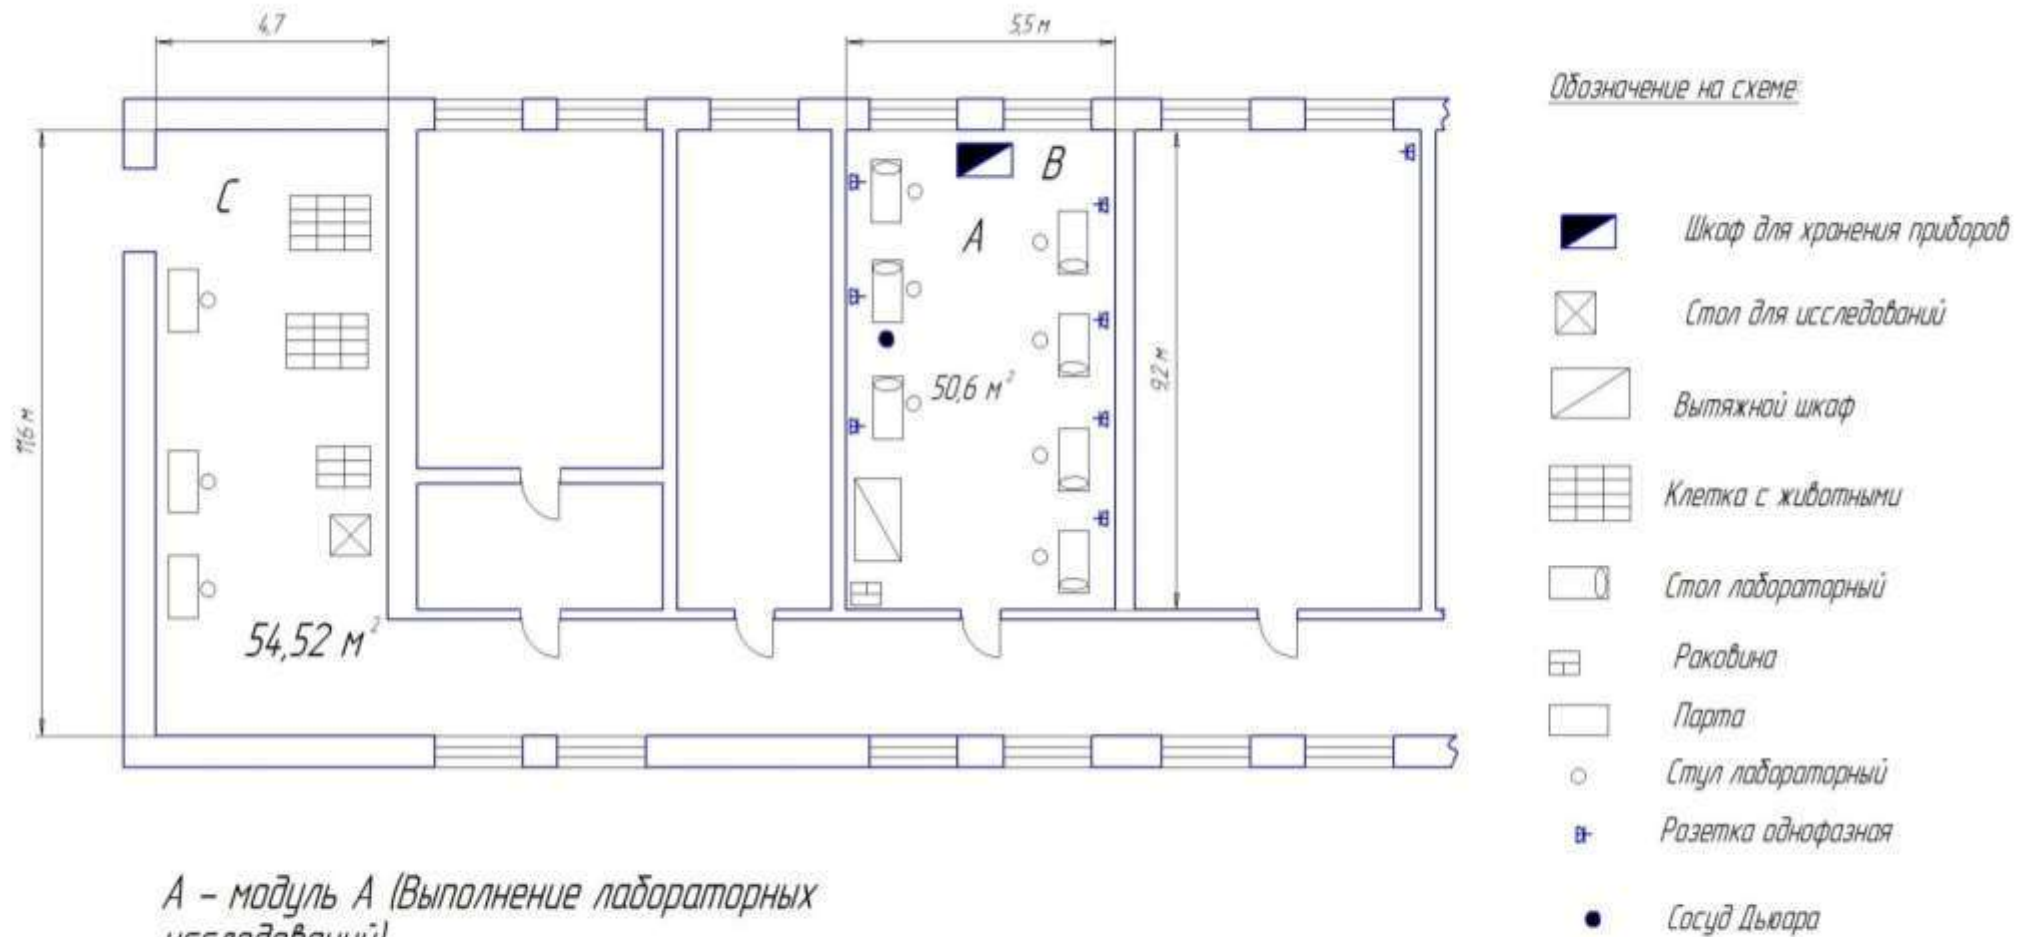 4,7
5,5 м
Обозначение на схеме
С
В
А
Шкаф для хранения приборов
Стол для исследований
50,6 м²
9,2 м
Вытяжной шкаф
11,6 м
Клетка с животными
Стол лабораторный
54,52 м²
Раковина
Парта
Стул лабораторный
Розетка однофазная
А – модуль А (Выполнение лабораторных
исследований)
Сосуд Дьюара